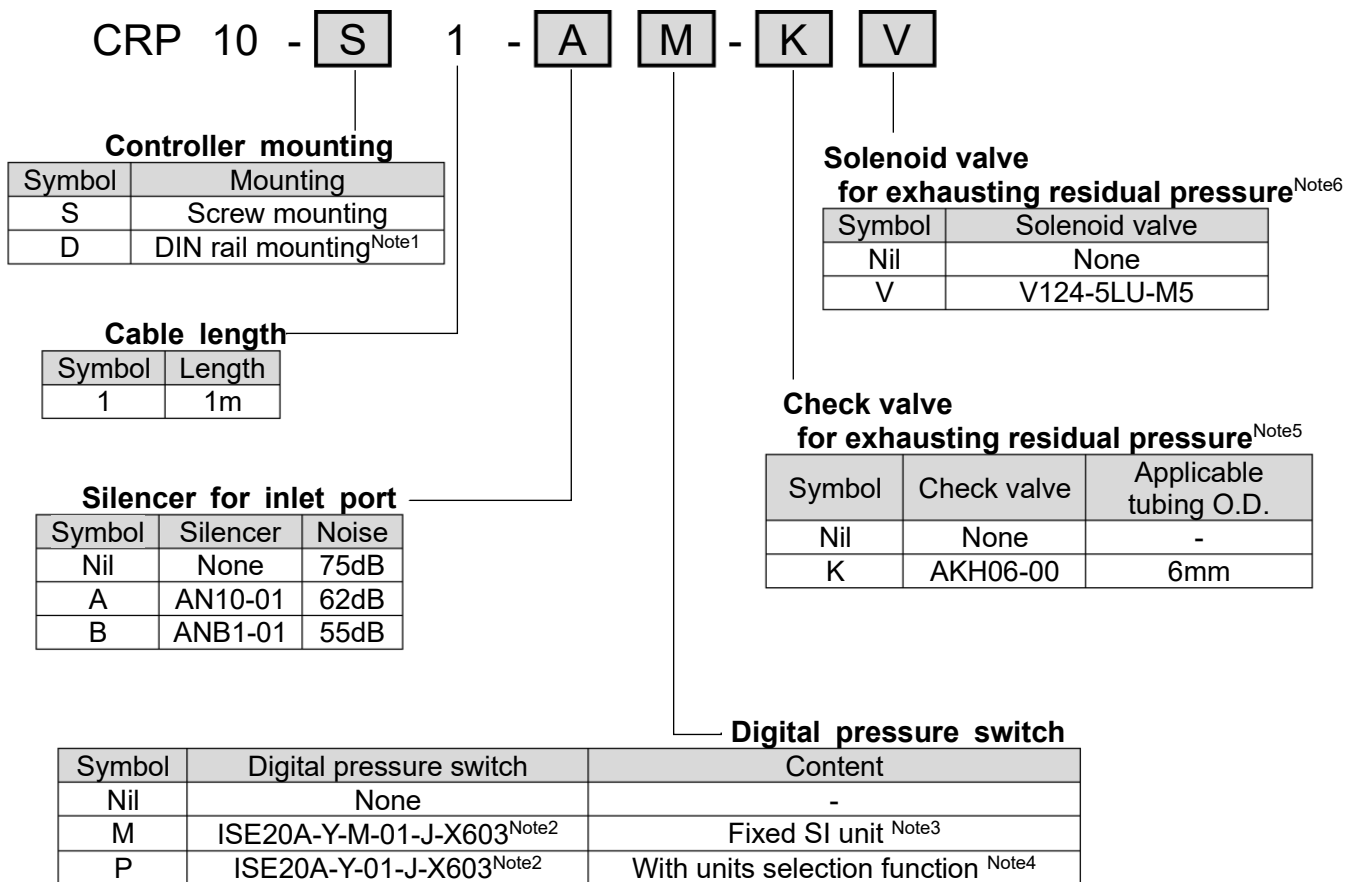 CRP 10 - S 1 - A M - K V
Controller mounting
Symbol Mounting
S Screw mounting
D DIN rail mounting Note1
Cable length
Symbol Length
1 1m
Silencer for inlet port
Symbol Silencer Noise
Nil None 75dB
A AN10-01 62dB
B ANB1-01 55dB
Solenoid valve
for exhausting residual pressure Note6
Symbol Solenoid valve
Nil None
V V124-5LU-M5
Check valve
for exhausting residual pressure Note5
Symbol Check valve Applicable
tubing O.D.
Nil None -
K AKH06-00 6mm
Digital pressure switch
Symbol Digital pressure switch Content
Nil None -
M ISE20A-Y-M-01-J-X603 Note2 Fixed SI unit Note3
P ISE20A-Y-01-J-X603 Note2 With units selection function Note4